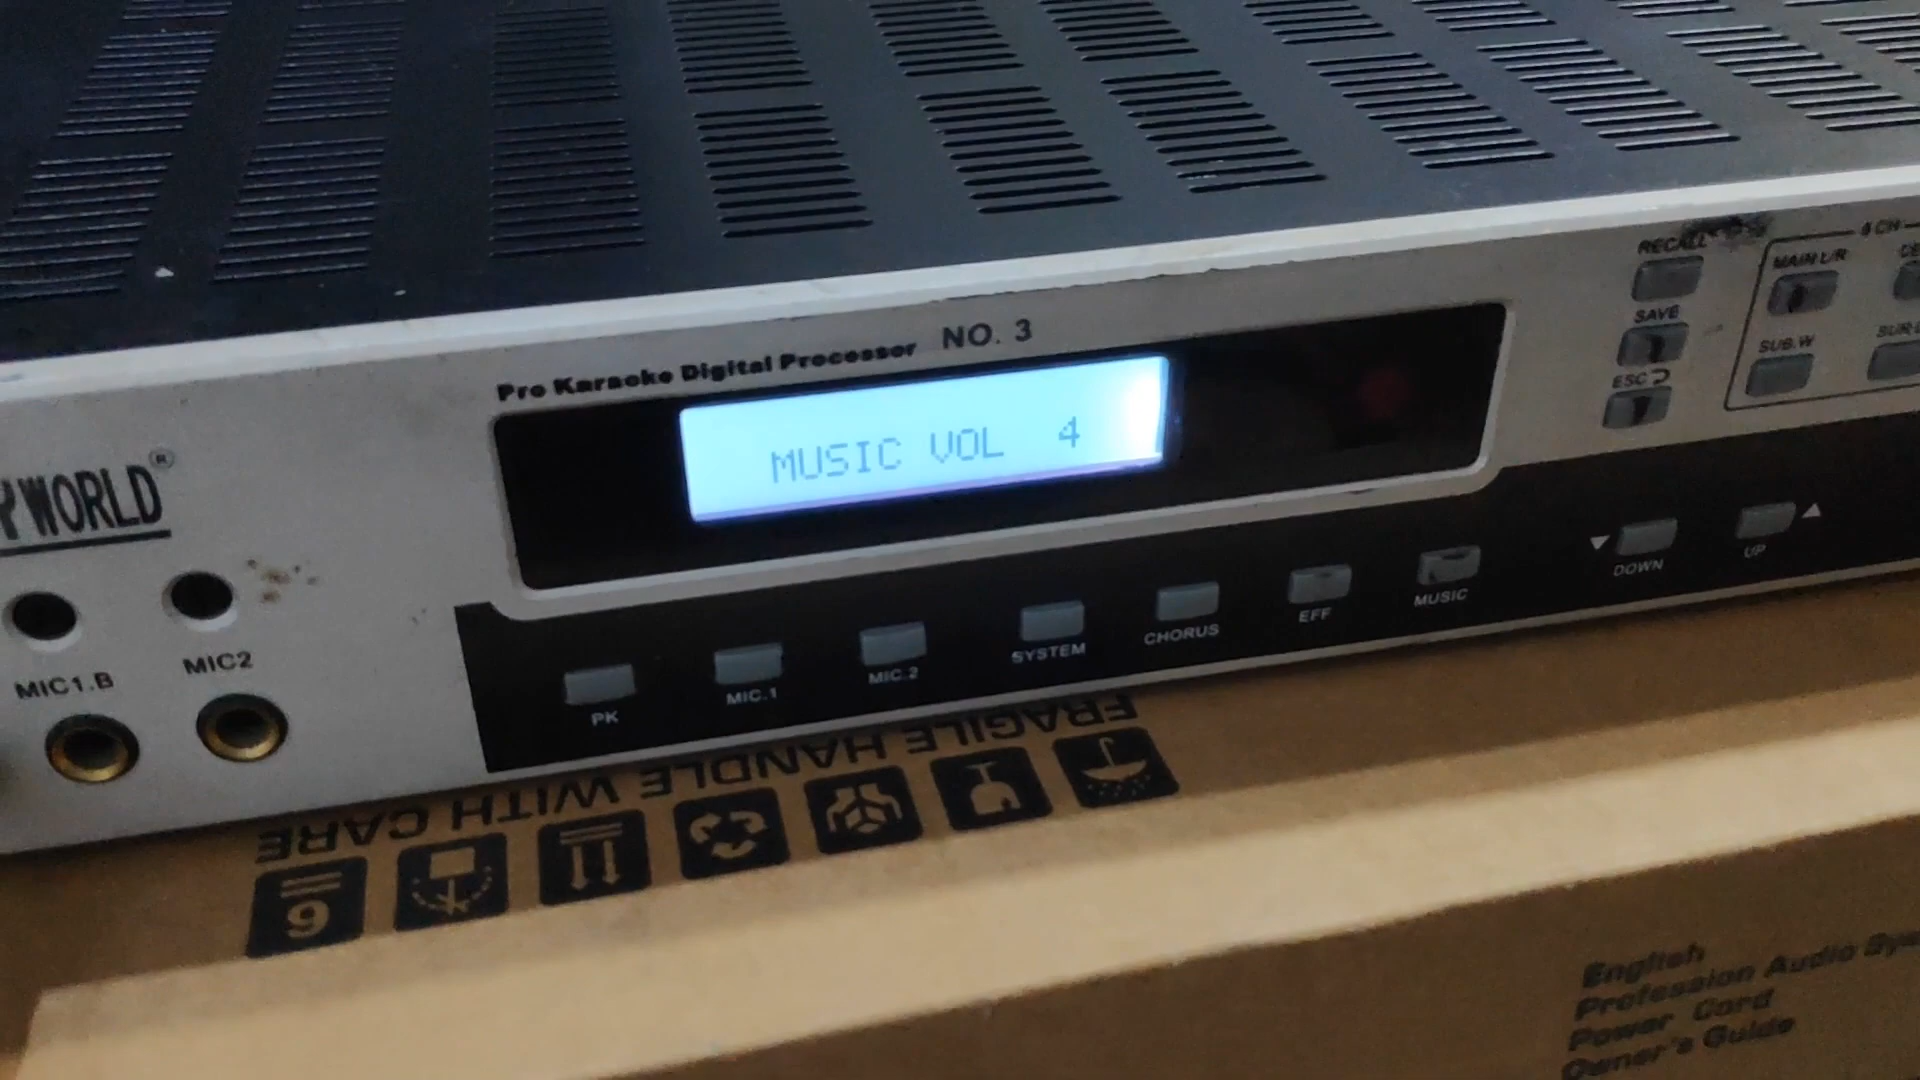 Pro Karaoke Digital Processor NO. 3
MUSIC VOL 4
WORLD®
MIC1.B
MIC2
PK
MIC.1
MIC.2
SYSTEM
CHORUS
EFF
MUSIC
▼ DOWN
UP ▲
RECALL
SAVE
ESC
MAIN L/R
SUB.W
FRAGILE HANDLE WITH CARE
6
English
Profession Audio
Power Cord
Owner's Guide